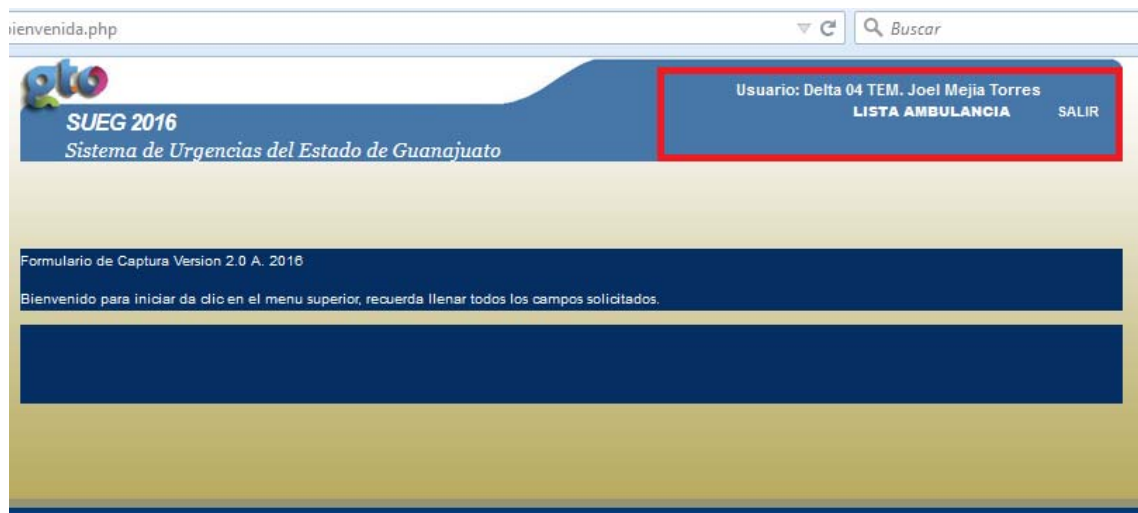 ienvenida.php
Buscar
gto
Usuario: Delta 04 TEM. Joel Mejia Torres
LISTA AMBULANCIA SALIR
SUEG 2016
Sistema de Urgencias del Estado de Guanajuato
Formulario de Captura Version 2.0 A. 2016
Bienvenido para iniciar da clic en el menu superior, recuerda llenar todos los campos solicitados.